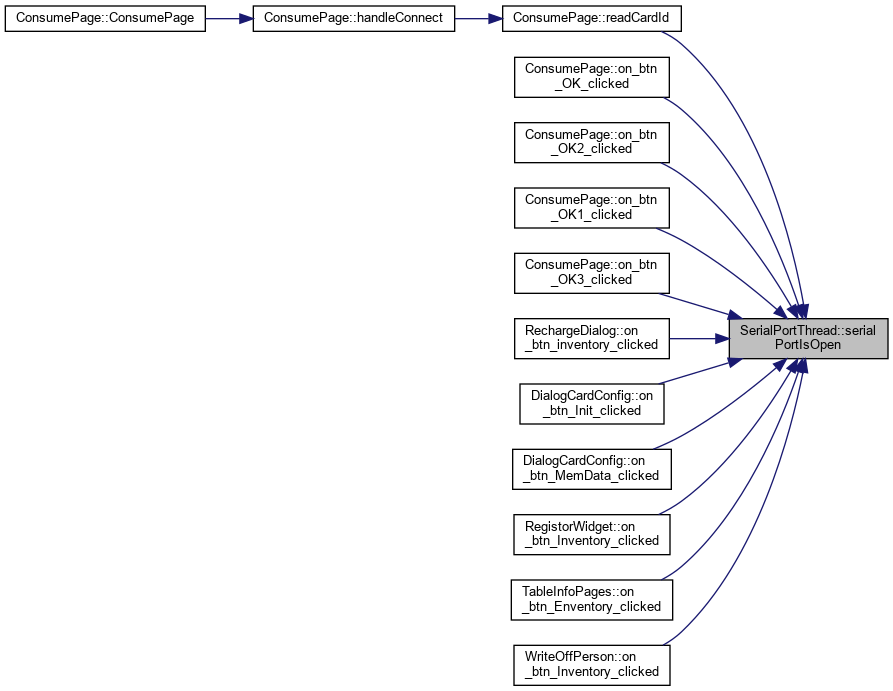 ConsumePage::ConsumePage
ConsumePage::handleConnect
ConsumePage::readCardId
ConsumePage::on_btn
_OK_clicked
ConsumePage::on_btn
_OK2_clicked
ConsumePage::on_btn
_OK1_clicked
ConsumePage::on_btn
_OK3_clicked
RechargeDialog::on
_btn_inventory_clicked
SerialPortThread::serial
PortIsOpen
DialogCardConfig::on
_btn_Init_clicked
DialogCardConfig::on
_btn_MemData_clicked
RegistorWidget::on
_btn_Inventory_clicked
TableInfoPages::on
_btn_Enventory_clicked
WriteOffPerson::on
_btn_Inventory_clicked